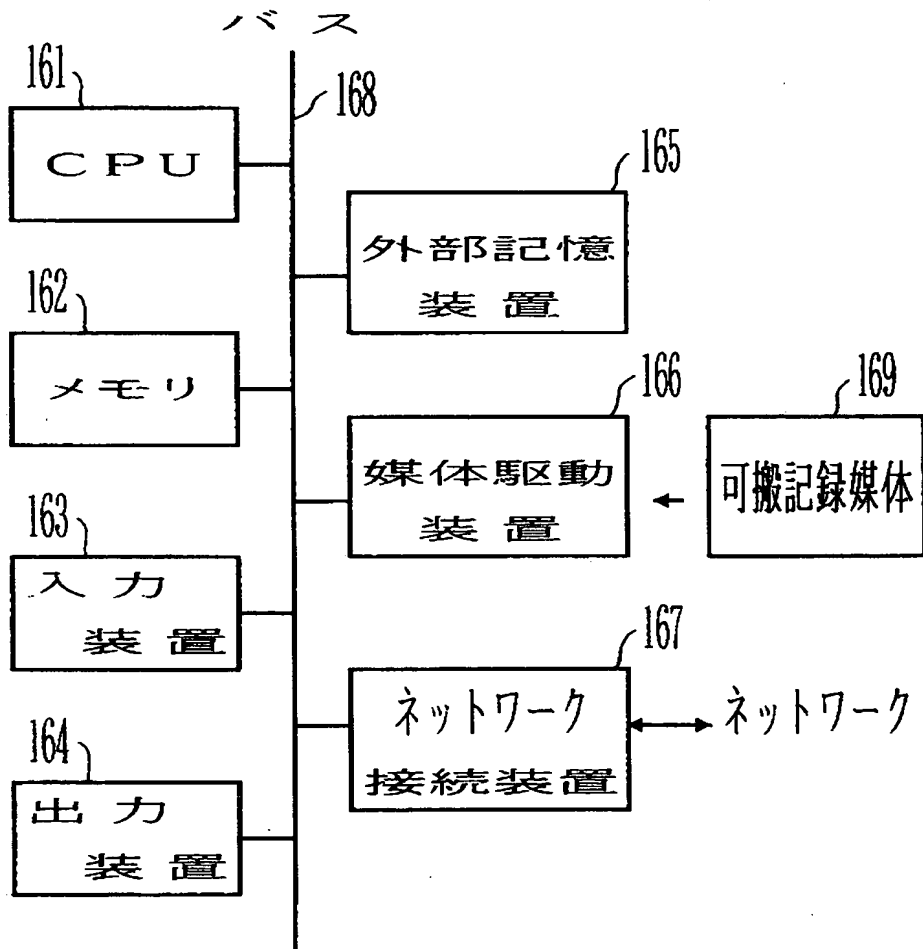 バス
161
168
CPU
165
外部記憶
装置
162
メモリ
166
169
媒体駆動
装置
可搬記録媒体
163
入力
装置
167
ネットワーク
接続装置
ネットワーク
164
出力
装置